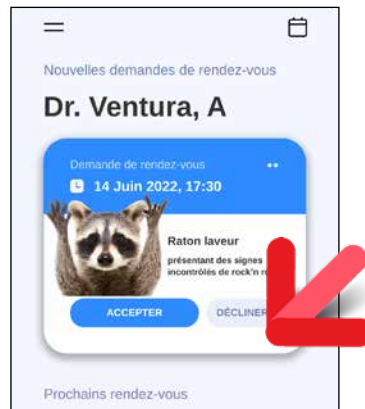 Nouvelles demandes de rendez-vous
Dr. Ventura, A
Demande de rendez-vous
14 Juin 2022, 17:30
Raton laveur
présentant des signes
incontrôlés de rock'n
ACCEPTER
DÉCLINER
Prochains rendez-vous